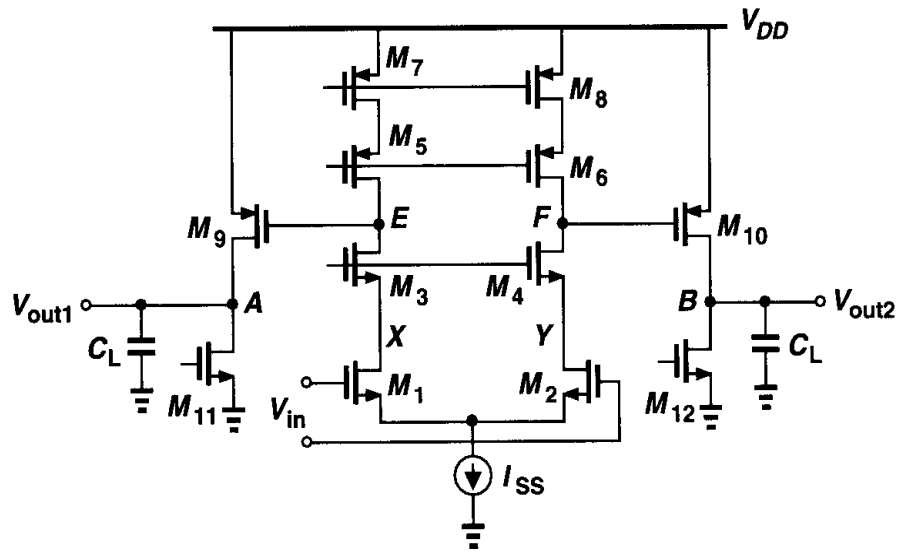 V_DD
M_7
M_8
M_5
M_6
M_9
E
F
M_10
M_3
M_4
V_out1
A
B
V_out2
C_L
X
Y
C_L
M_11
M_1
M_2
M_12
V_in
I_SS